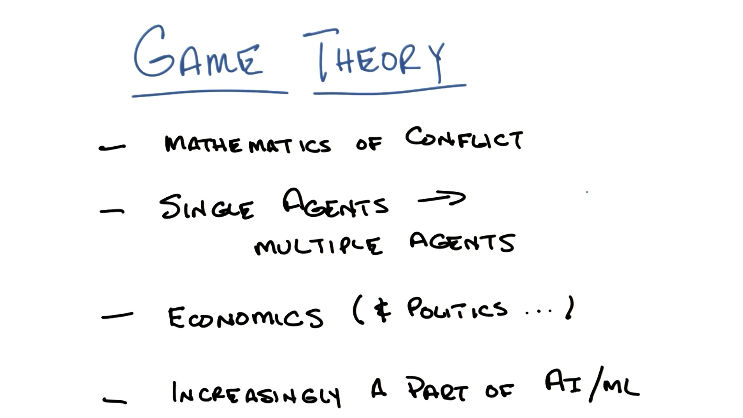 GAME THEORY
- MATHEMATICS OF CONFLICT
- SINGLE AGENTS →
MULTIPLE AGENTS
- ECONOMICS (& POLITICS ...)
- INCREASINGLY A PART OF AI/ML